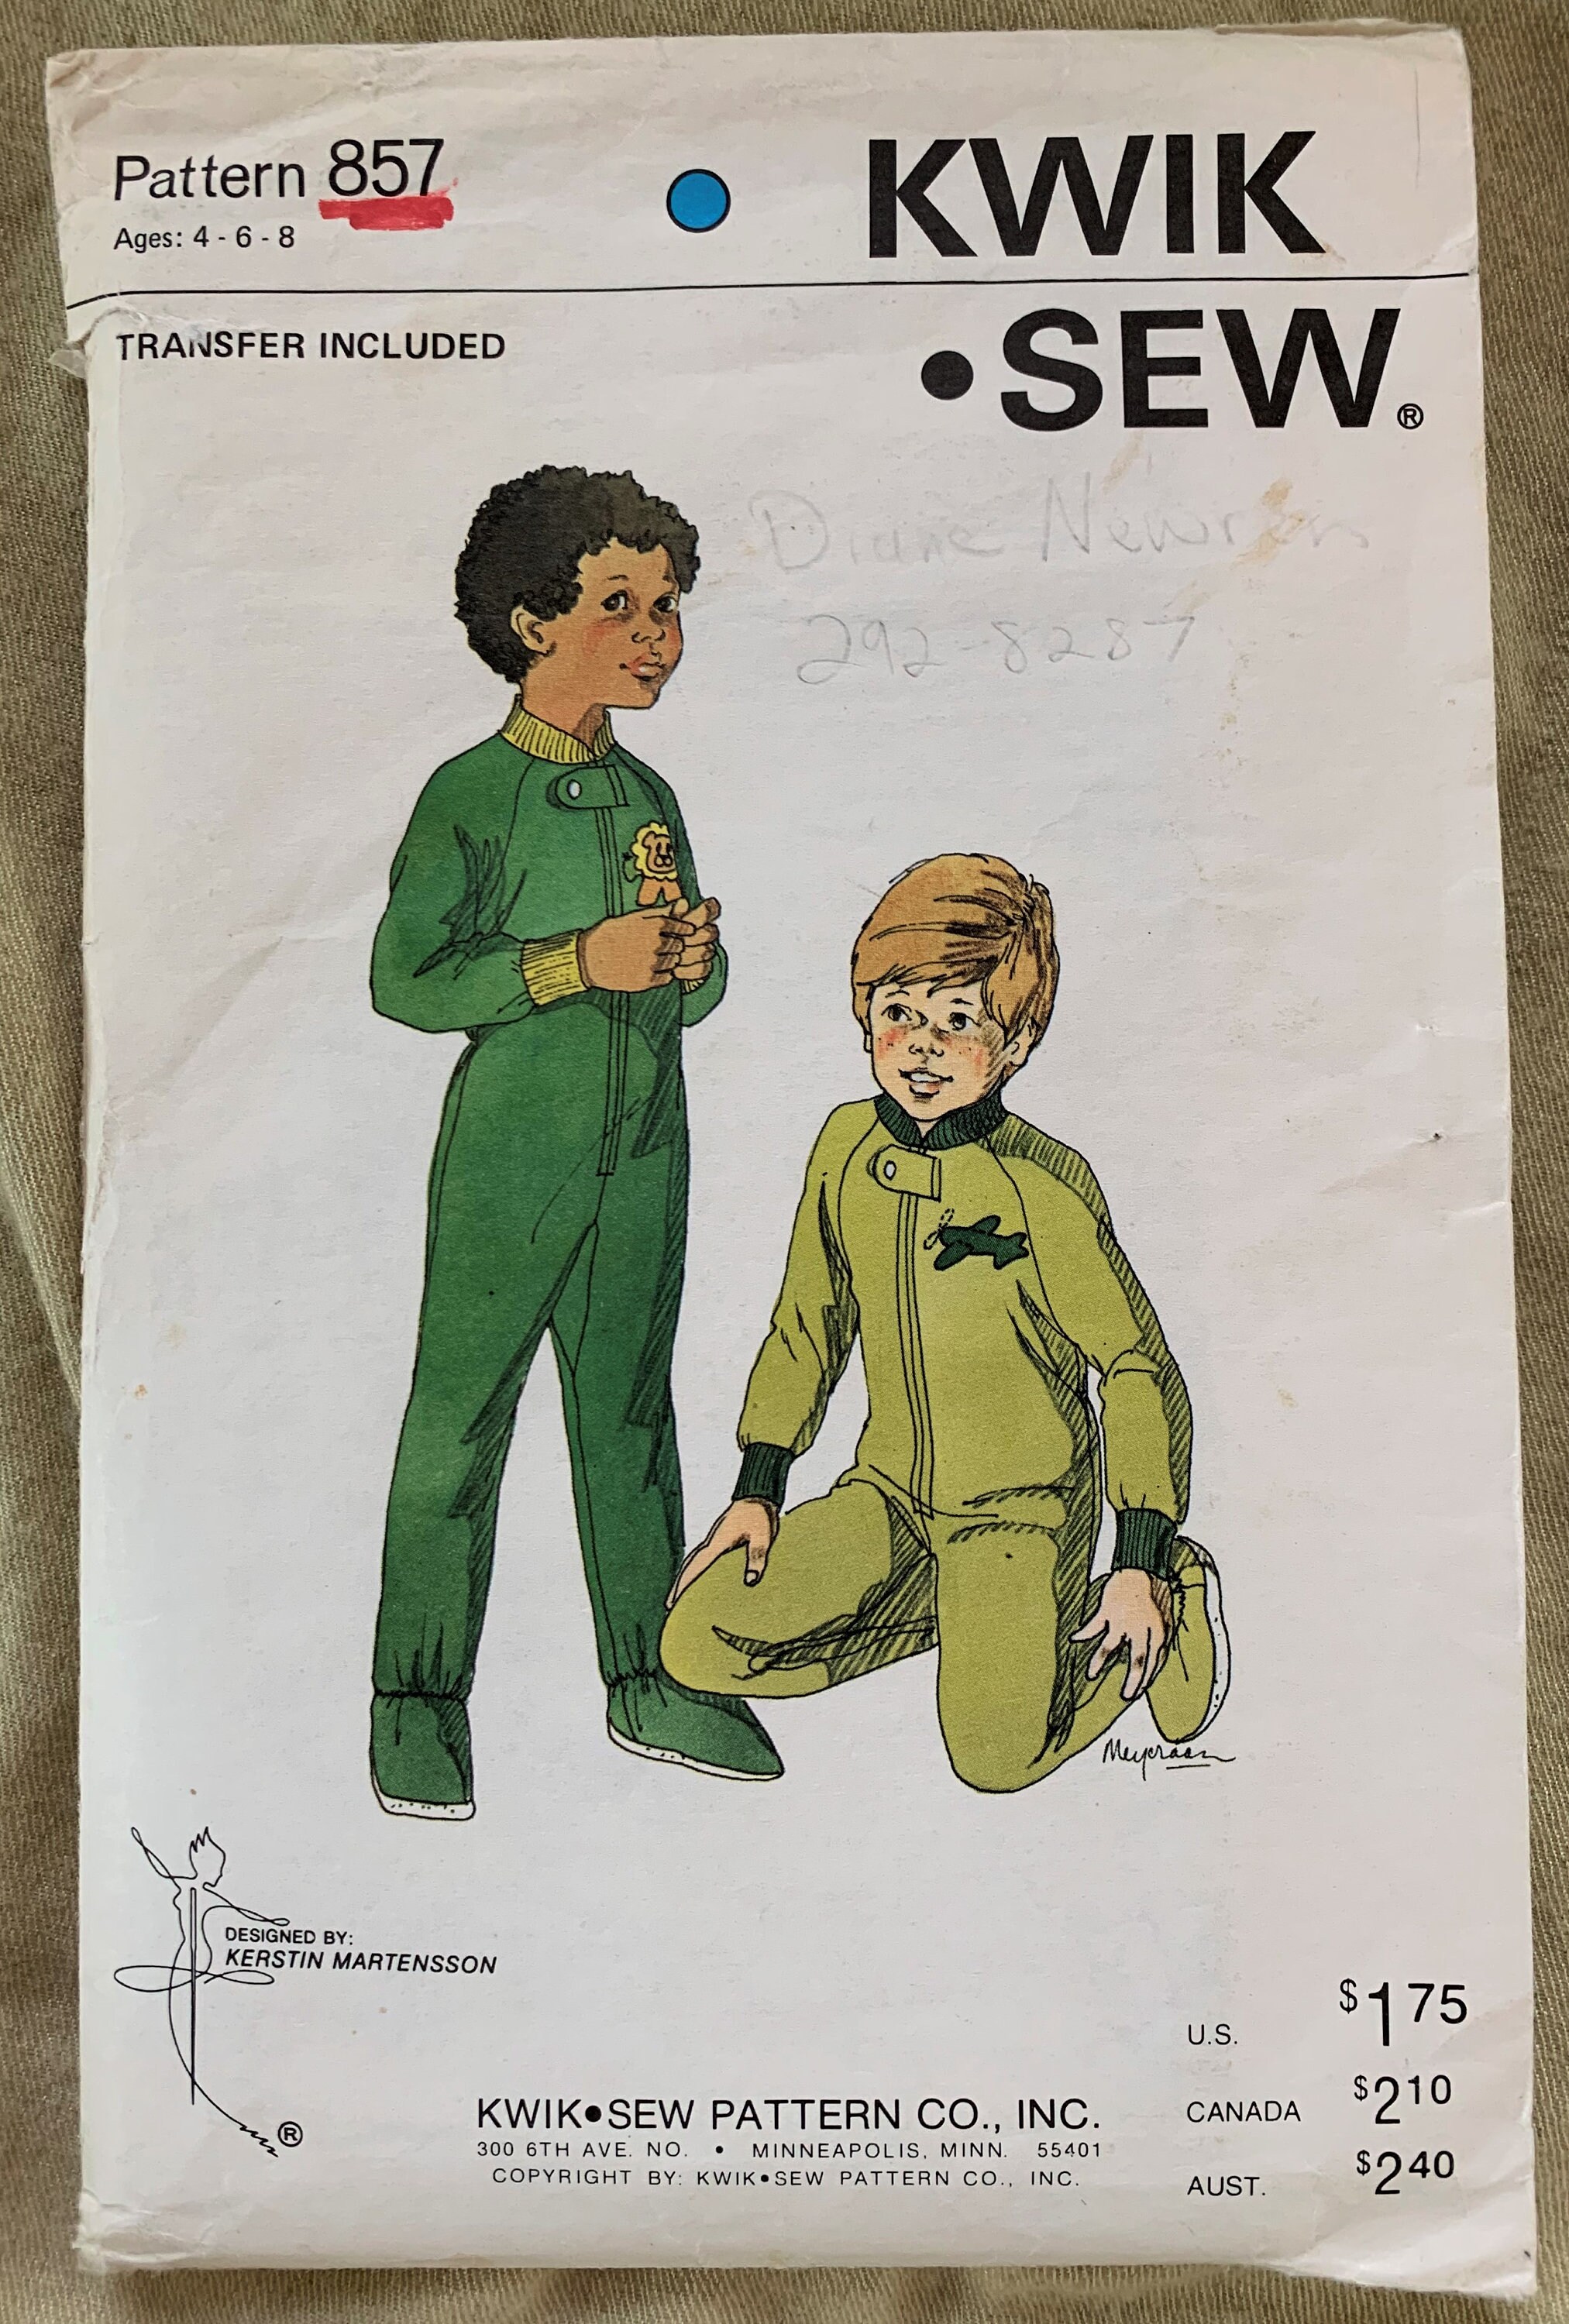 Pattern 857
Ages: 4 - 6 - 8
KWIK
•SEW®
TRANSFER INCLUDED
Diane
292-8287
DESIGNED BY:
KERSTIN MARTENSSON
®
U.S. $1 75
CANADA $2 10
AUST. $2 40
KWIK•SEW PATTERN CO., INC.
300 6TH AVE. NO. • MINNEAPOLIS, MINN. 55401
COPYRIGHT BY: KWIK•SEW PATTERN CO., INC.